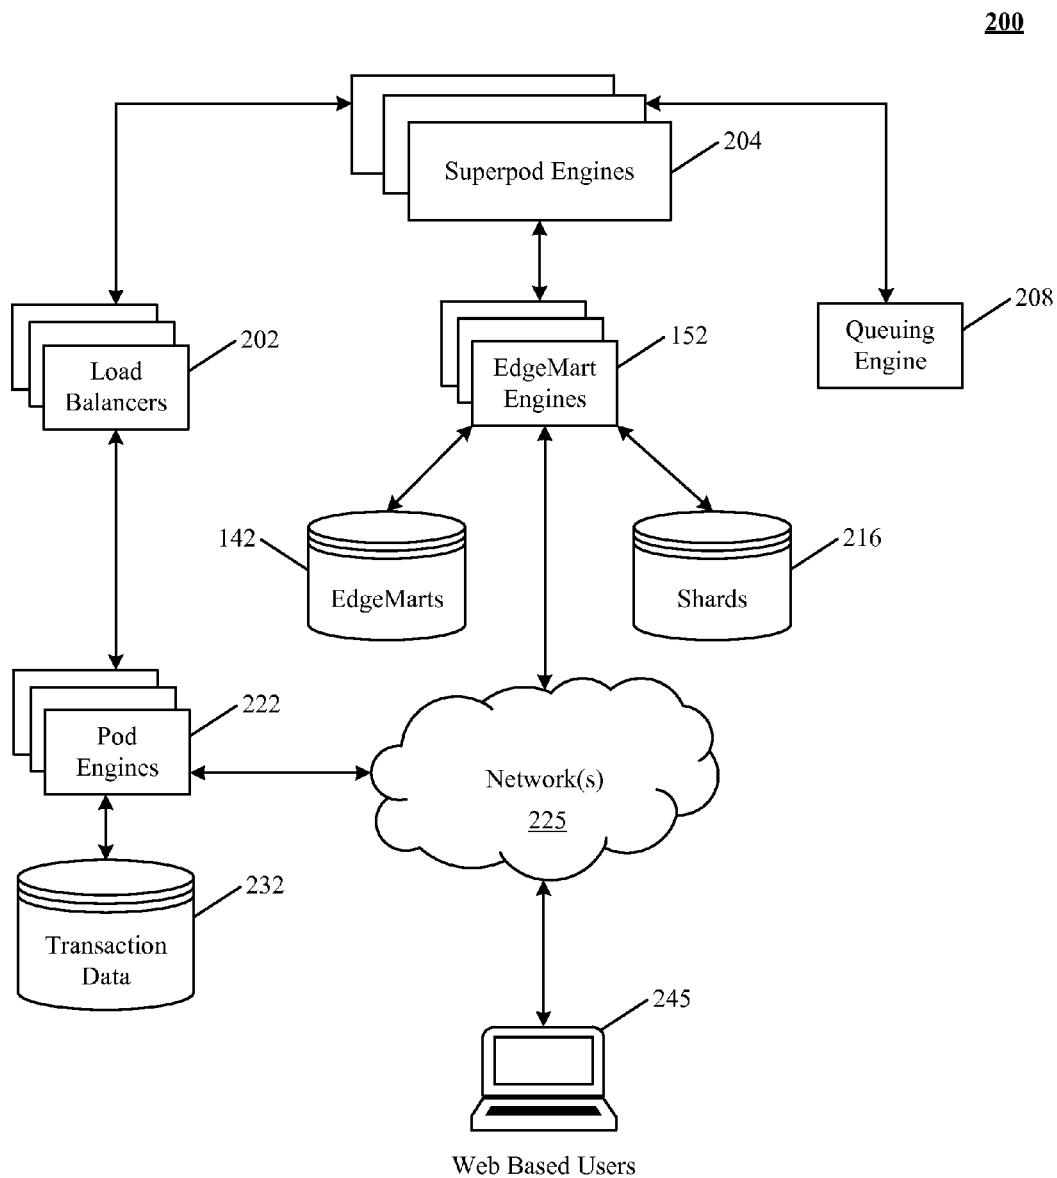 200
204
Superpod Engines
208
202
152
Queuing
Engine
Load
Balancers
EdgeMart
Engines
142
216
EdgeMarts
Shards
222
Pod
Engines
Network(s)
225
232
Transaction
Data
245
Web Based Users